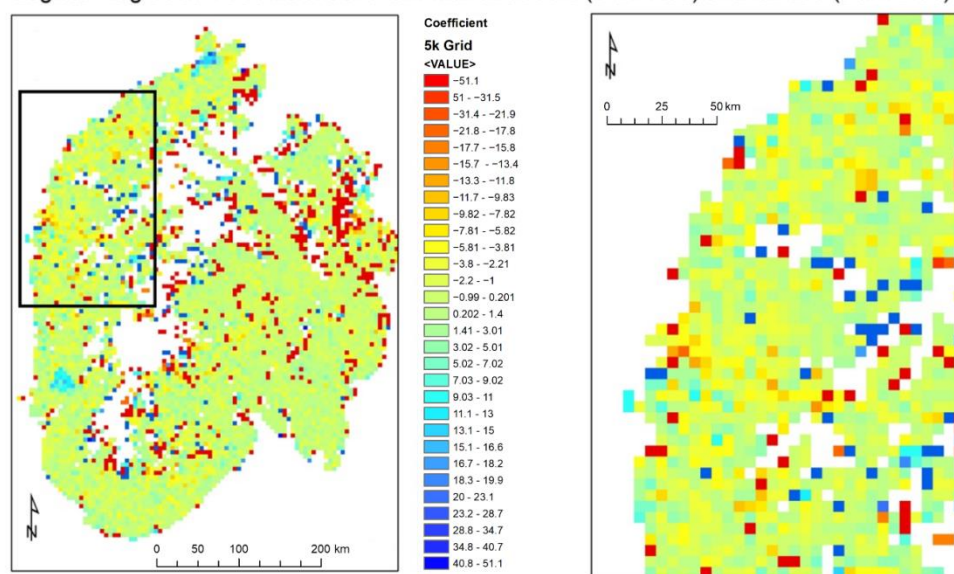 Coefficient
5k Grid
<VALUE>
−51.1
51 - −31.5
−31.4 - −21.9
−21.8 - −17.8
−17.7 - −15.8
−15.7 - −13.4
−13.3 - −11.8
−11.7 - −9.83
−9.82 - −7.82
−7.81 - −5.82
−5.81 - −3.81
−3.8 - −2.21
−2.2 - −1
−0.99 - 0.201
0.202 - 1.4
1.41 - 3.01
3.02 - 5.01
5.02 - 7.02
7.03 - 9.02
9.03 - 11
11.1 - 13
13.1 - 15
15.1 - 16.6
16.7 - 18.2
18.3 - 19.9
20 - 23.1
23.2 - 28.7
28.8 - 34.7
34.8 - 40.7
40.8 - 51.1
N
0 50 100 200 km
N
0 25 50 km